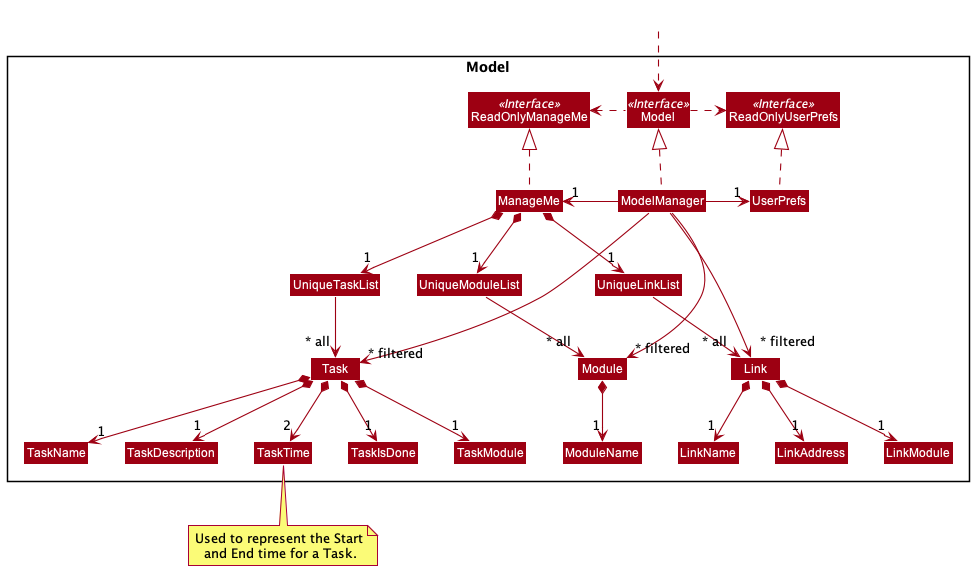 Model
«Interface»
ReadOnlyManageMe
«Interface»
Model
«Interface»
ReadOnlyUserPrefs
ManageMe
1
ModelManager
1
UserPrefs
1
1
1
UniqueTaskList
UniqueModuleList
UniqueLinkList
* all
* filtered
* all
* filtered
* all
* filtered
Task
Module
Link
1
1
2
1
1
1
1
1
1
TaskName
TaskDescription
TaskTime
TaskIsDone
TaskModule
ModuleName
LinkName
LinkAddress
LinkModule
Used to represent the Start
and End time for a Task.